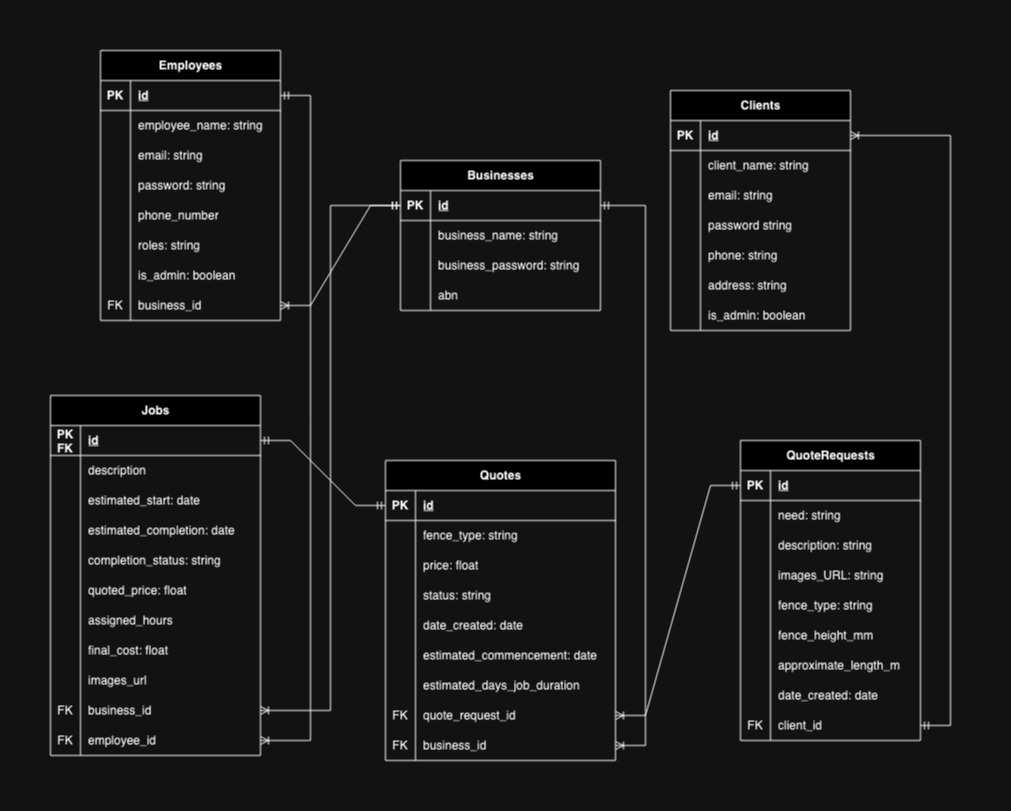 Employees
PK id
employee_name: string
email: string
password: string
phone_number
roles: string
is_admin: boolean
FK business_id
Businesses
PK id
business_name: string
business_password: string
abn
Clients
PK id
client_name: string
email: string
password string
phone: string
address: string
is_admin: boolean
Jobs
PK
FK id
description
estimated_start: date
estimated_completion: date
completion_status: string
quoted_price: float
assigned_hours
final_cost: float
images_url
FK business_id
FK employee_id
Quotes
PK id
fence_type: string
price: float
status: string
date_created: date
estimated_commencement: date
estimated_days_job_duration
FK quote_request_id
FK business_id
QuoteRequests
PK id
need: string
description: string
images_URL: string
fence_type: string
fence_height_mm
approximate_length_m
date_created: date
FK client_id